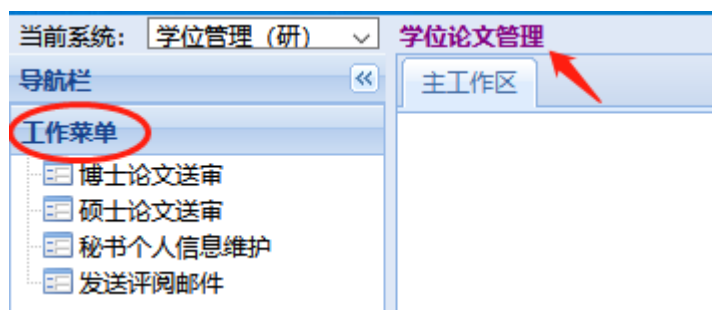 当前系统： 学位管理（研） 学位论文管理
导航栏 主工作区
工作菜单
博士论文送审
硕士论文送审
秘书个人信息维护
发送评阅邮件